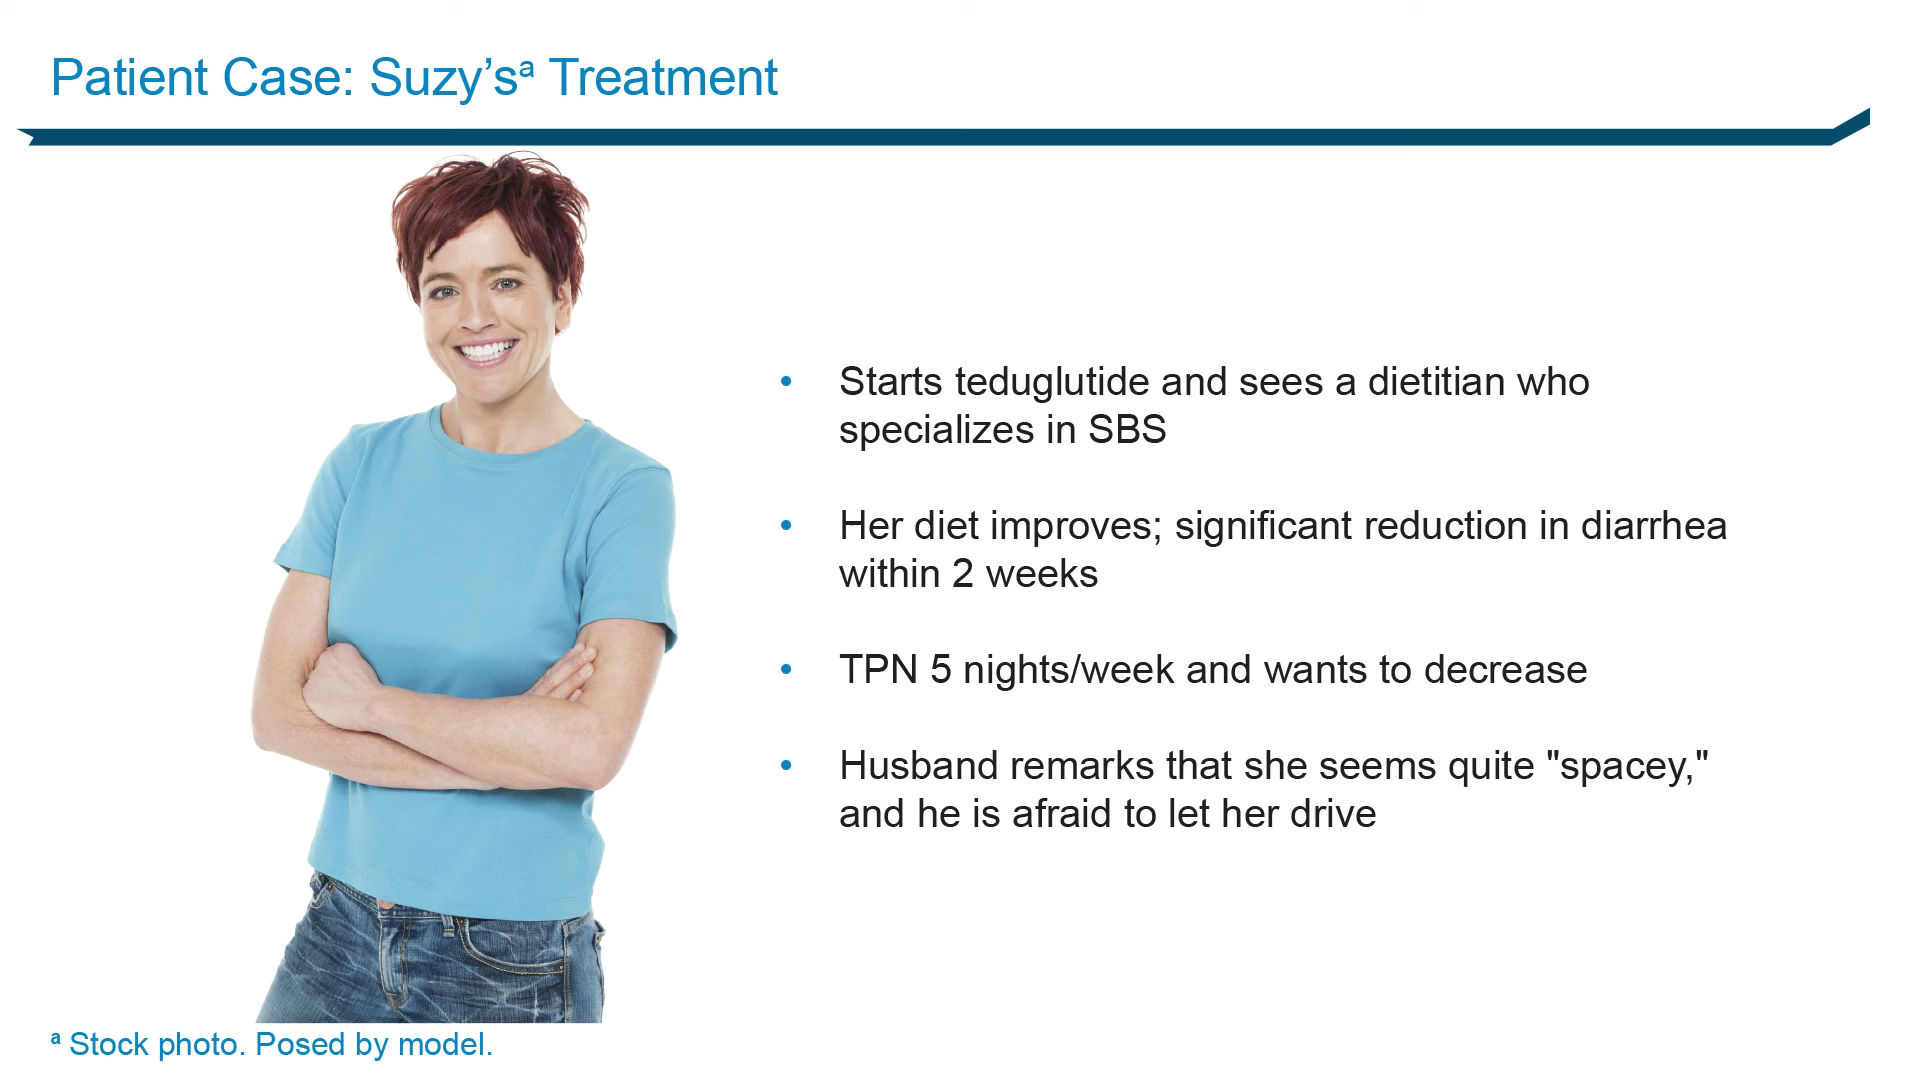 Patient Case: Suzy’sᵃ Treatment
• Starts teduglutide and sees a dietitian who
specializes in SBS
• Her diet improves; significant reduction in diarrhea
within 2 weeks
• TPN 5 nights/week and wants to decrease
• Husband remarks that she seems quite "spacey,"
and he is afraid to let her drive
ᵃ Stock photo. Posed by model.